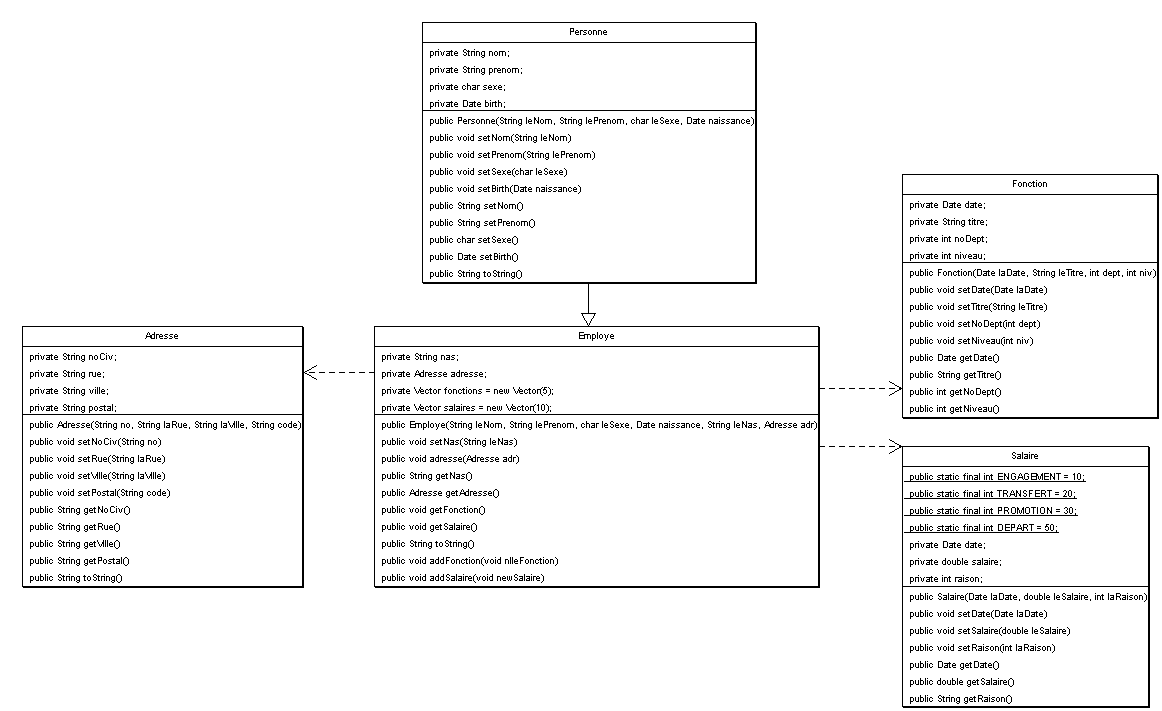 Personne
private String nom;
private String prenom;
private char sexe;
private Date birth;
public Personne(String leNom, String lePrenom, char leSexe, Date naissance)
public void setNom(String leNom)
public void setPrenom(String lePrenom)
public void setSexe(char leSexe)
public void setBirth(Date naissance)
public String setNom()
public String setPrenom()
public char setSexe()
public Date setBirth()
public String toString()
Adresse
private String noCiv;
private String rue;
private String ville;
private String postal;
public Adresse(String no, String laRue, String laVille, String code)
public void setNoCiv(String no)
public void setRue(String laRue)
public void setVille(String laVille)
public void setPostal(String code)
public String getNoCiv()
public String getRue()
public String getVille()
public String getPostal()
public String toString()
Employe
private String nas;
private Adresse adresse;
private Vector fonctions = new Vector(5);
private Vector salaires = new Vector(10);
public Employe(String leNom, String lePrenom, char leSexe, Date naissance, String leNas, Adresse adr)
public void setNas(String leNas)
public void adresse(Adresse adr)
public String getNas()
public Adresse getAdresse()
public void getFonction()
public void getSalaire()
public String toString()
public void addFonction(void nlleFonction)
public void addSalaire(void newSalaire)
Fonction
private Date date;
private String titre;
private int noDept;
private int niveau;
public Fonction(Date laDate, String leTitre, int dept, int niv)
public void setDate(Date laDate)
public void setTitre(String leTitre)
public void setNoDept(int dept)
public void setNiveau(int niv)
public Date getDate()
public String getTitre()
public int getNoDept()
public int getNiveau()
Salaire
public static final int ENGAGEMENT = 10;
public static final int TRANSFERT = 20;
public static final int PROMOTION = 30;
public static final int DEPART = 50;
private Date date;
private double salaire;
private int raison;
public Salaire(Date laDate, double leSalaire, int laRaison)
public void setDate(Date laDate)
public void setSalaire(double leSalaire)
public void setRaison(int laRaison)
public Date getDate()
public double getSalaire()
public String getRaison()